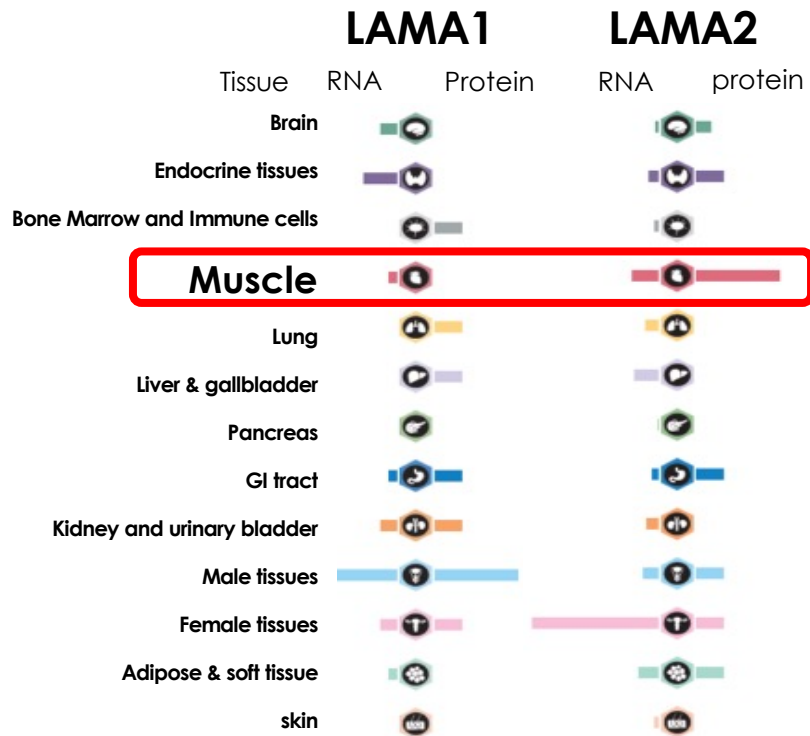 LAMA1 LAMA2
Tissue RNA Protein RNA protein
Brain
Endocrine tissues
Bone Marrow and Immune cells
Muscle
Lung
Liver & gallbladder
Pancreas
GI tract
Kidney and urinary bladder
Male tissues
Female tissues
Adipose & soft tissue
skin